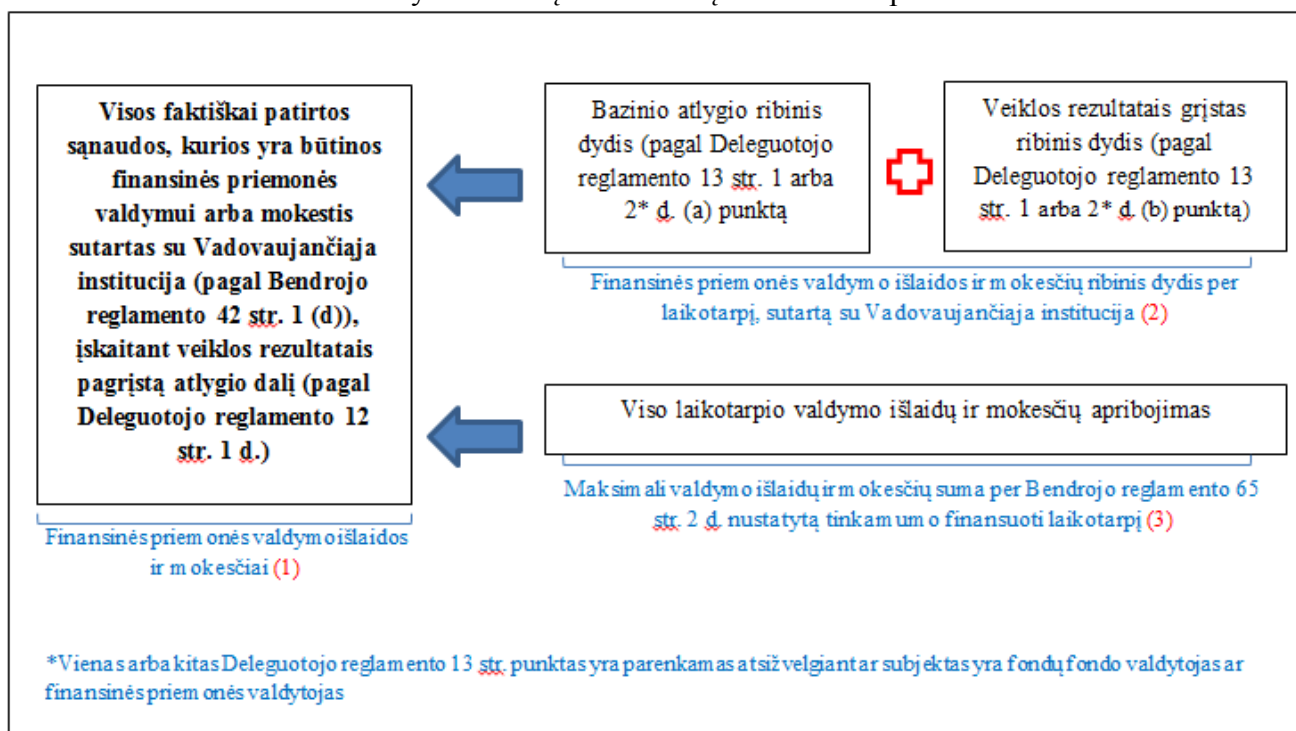 Visos faktiškai patirtos
sąnaudos, kurios yra būtinos
finansinės priemonės
valdymui arba mokestis
sutartas su Vadovaujančiąja
institucija (pagal Bendrojo
reglamento 42 str. 1 (d)),
įskaitant veiklos rezultatais
pagrįstą atlygio dalį (pagal
Deleguotojo reglamento 12
str. 1 d.)
Finansinės priemonės valdymo išlaidos
ir mokesčiai (1)
Bazinio atlygio ribinis
dydis (pagal Deleguotojo
reglamento 13 str. 1 arba
2* d. (a) punktą
Veiklos rezultatais grįstas
ribinis dydis (pagal
Deleguotojo reglamento 13
str. 1 arba 2* d. (b) punktą)
Finansinės priemonės valdymo išlaidos ir mokesčių ribinis dydis per
laikotarpį, sutartą su Vadovaujančiąja institucija (2)
Viso laikotarpio valdymo išlaidų ir mokesčių apribojimas
Maksimali valdymo išlaidų ir mokesčių suma per Bendrojo reglamento 65
str. 2 d. nustatytą tinkamumo finansuoti laikotarpį (3)
*Vienas arba kitas Deleguotojo reglamento 13 str. punktas yra parenkamas atsižvelgiant ar subjektas yra fondų fondo valdytojas ar
finansinės priemonės valdytojas